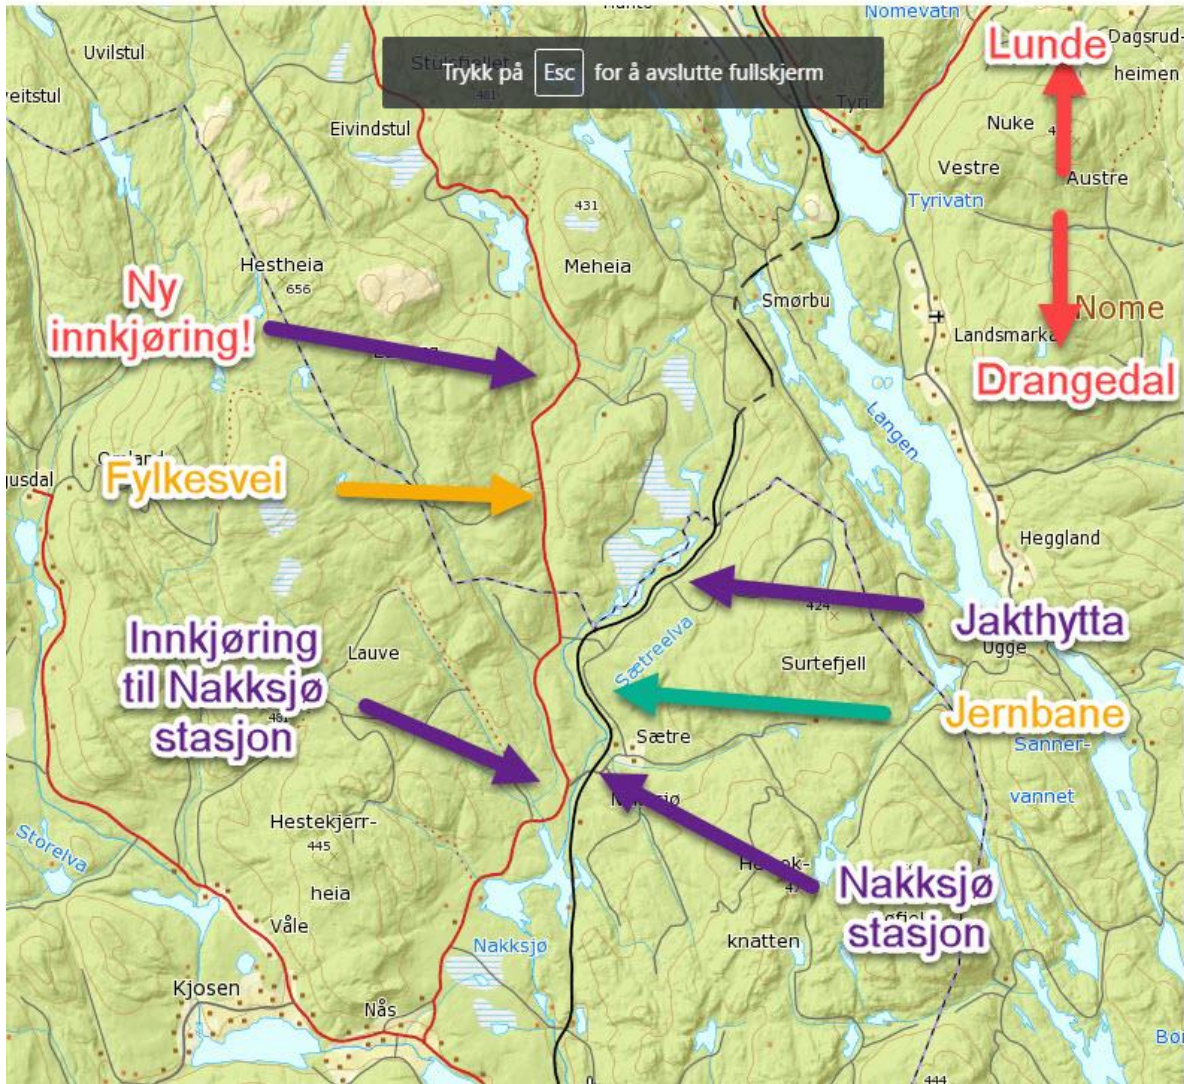 Nomevatn
Lunde
Dagsrud-
heimen
Uvilstul
Trykk på Esc for å avslutte fullskjerm
Eivindstul
Nuke
Vestre
Austre
Tyrivatn
431
Meheia
Hestheia
656
Smørbu
Ny
innkjøring!
Nome
Landsmarka
Drangedal
Langen
Fylkesvei
Heggland
424
Jakthytta
Ugge
Innkjøring
til Nakksjø
stasjon
Lauve
Sætreelva
Surtefjell
Jernbane
Sætre
Sanner-
vannet
Hestekjerr-
445
heia
Storelva
Nakksjø
stasjon
Våle
knatten
Nakksjø
Kjosen
Nås
444